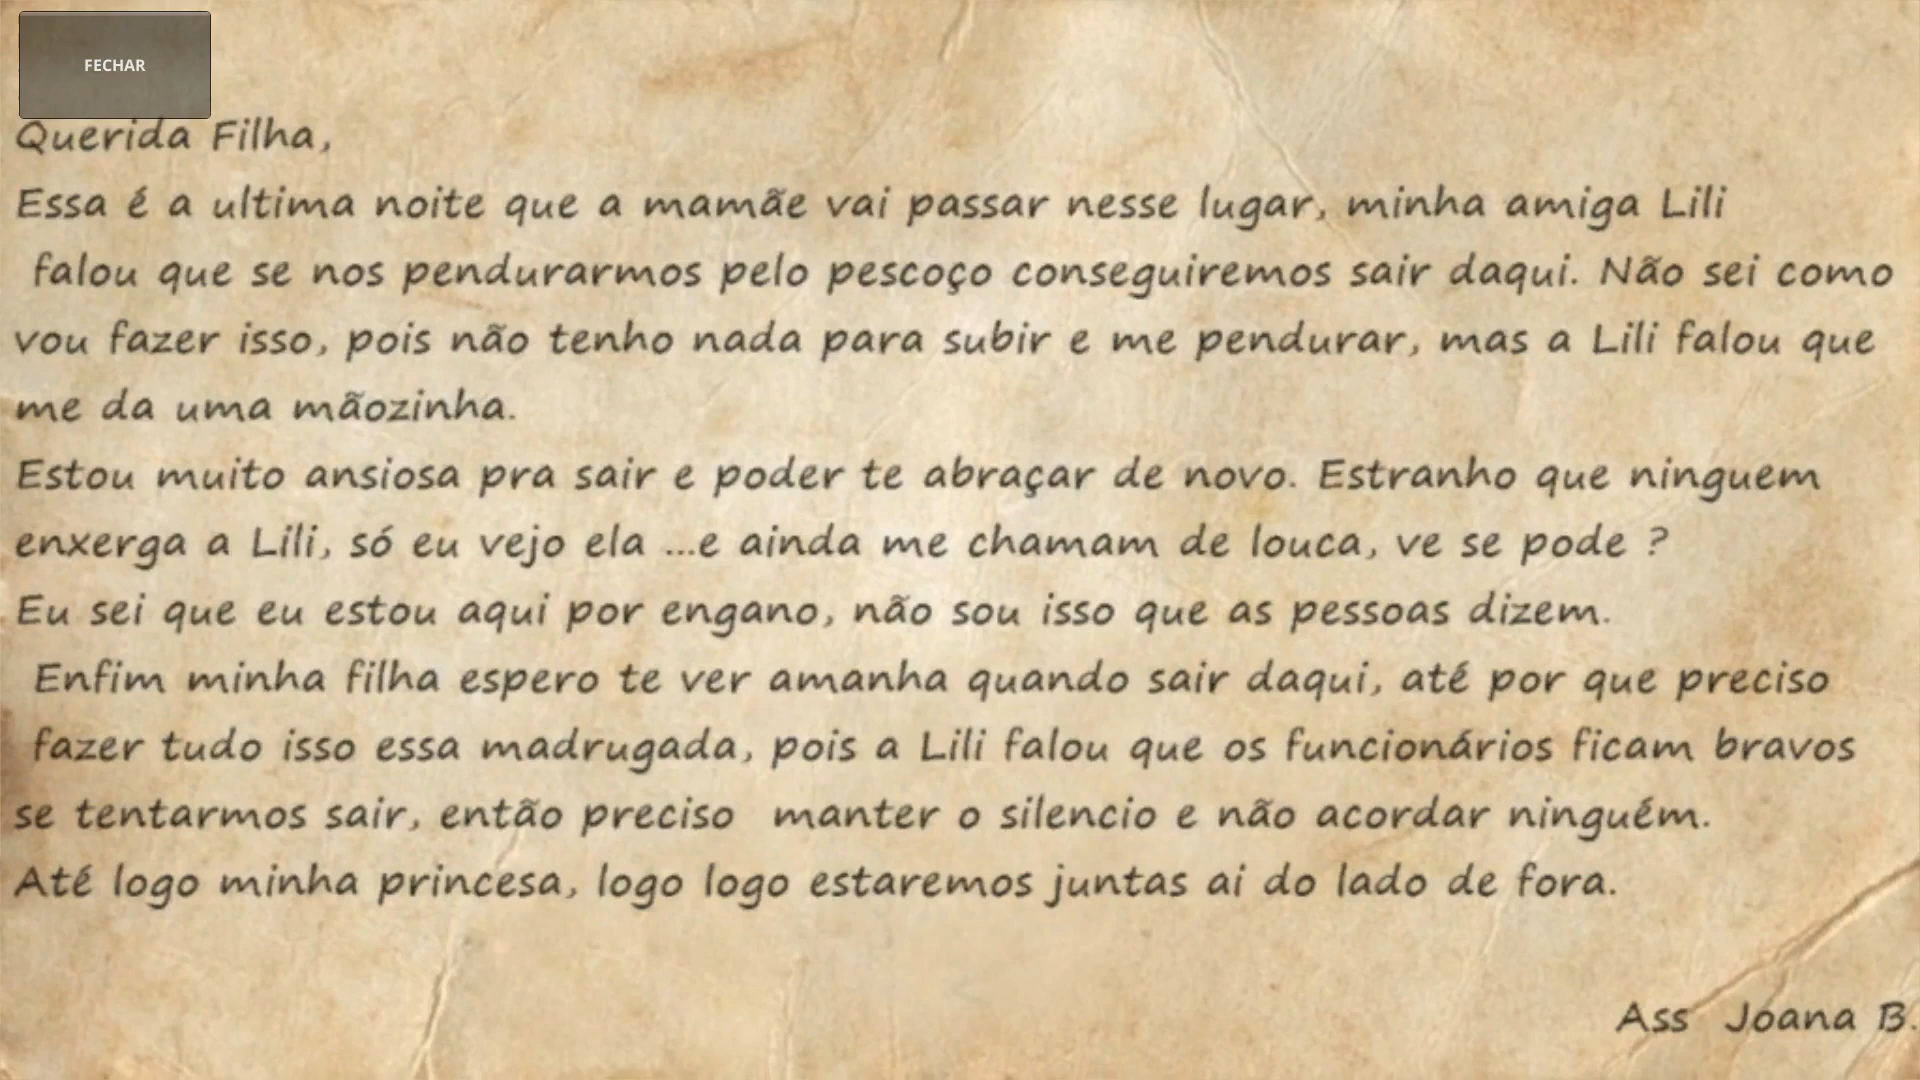 FECHAR
Querida Filha,
Essa é a ultima noite que a mamãe vai passar nesse lugar, minha amiga Lili
falou que se nos pendurarmos pelo pescoço conseguiremos sair daqui. Não sei como
vou fazer isso, pois não tenho nada para subir e me pendurar, mas a Lili falou que
me da uma mãozinha.
Estou muito ansiosa pra sair e poder te abraçar de novo. Estranho que ninguem
enxerga a Lili, só eu vejo ela ...e ainda me chamam de louca, ve se pode ?
Eu sei que eu estou aqui por engano, não sou isso que as pessoas dizem.
Enfim minha filha espero te ver amanha quando sair daqui, até por que preciso
fazer tudo isso essa madrugada, pois a Lili falou que os funcionários ficam bravos
se tentarmos sair, então preciso  manter o silencio e não acordar ninguém.
Até logo minha princesa, logo logo estaremos juntas ai do lado de fora.
Ass  Joana B.